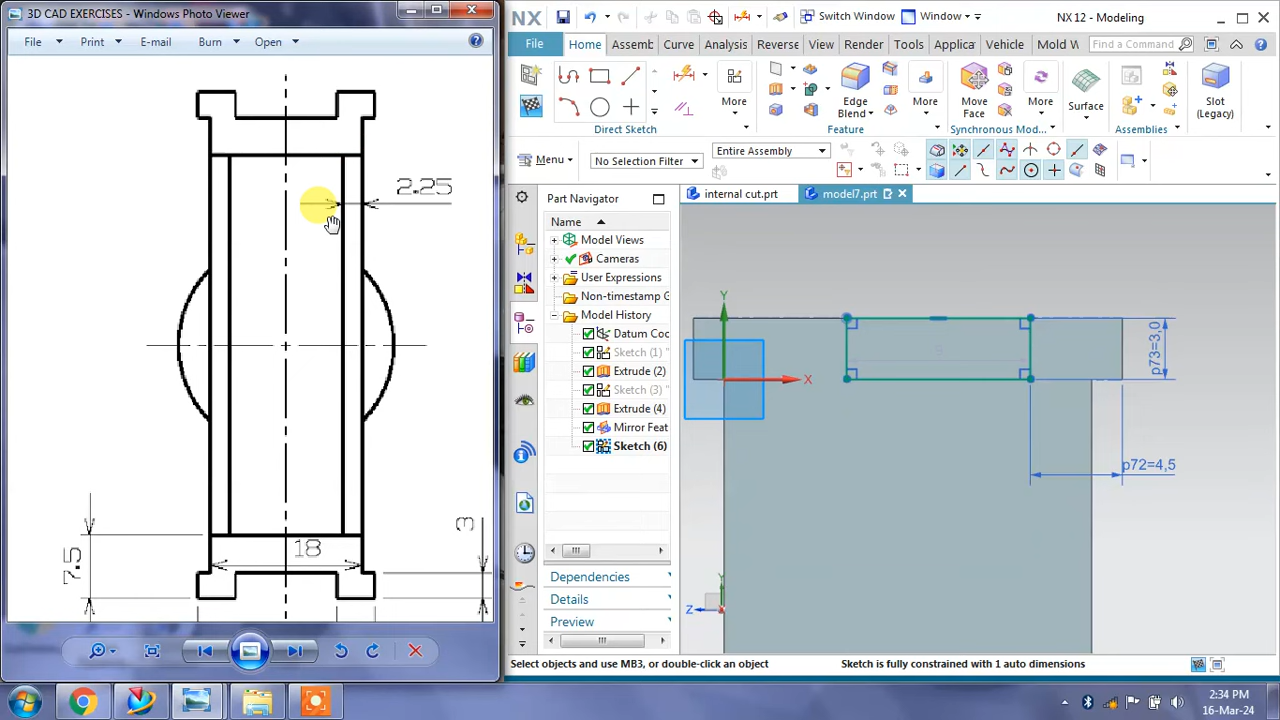 3D CAD EXERCISES - Windows Photo Viewer
File Print E-mail Burn Open
2.25
18
7.5
3
NX Switch Window Window NX 12 - Modeling
File Home Assemb Curve Analysis Reverse View Render Tools Applica Vehicle Mold W Find a Command
More
Edge
Blend
More
Move
Face
More
Surface
Slot
(Legacy)
Direct Sketch Feature Synchronous Mod... Assemblies
Menu No Selection Filter Entire Assembly
Part Navigator
Name
Model Views
Cameras
User Expressions
Non-timestamp G
Model History
Datum Coo
Sketch (1) "
Extrude (2)
Sketch (3) "
Extrude (4)
Mirror Feat
Sketch (6)
Dependencies
Details
Preview
internal cut.prt model7.prt
Y
X
p73=3,0
p72=4,5
Y
Z
Select objects and use MB3, or double-click an object Sketch is fully constrained with 1 auto dimensions
2:34 PM
16-Mar-24